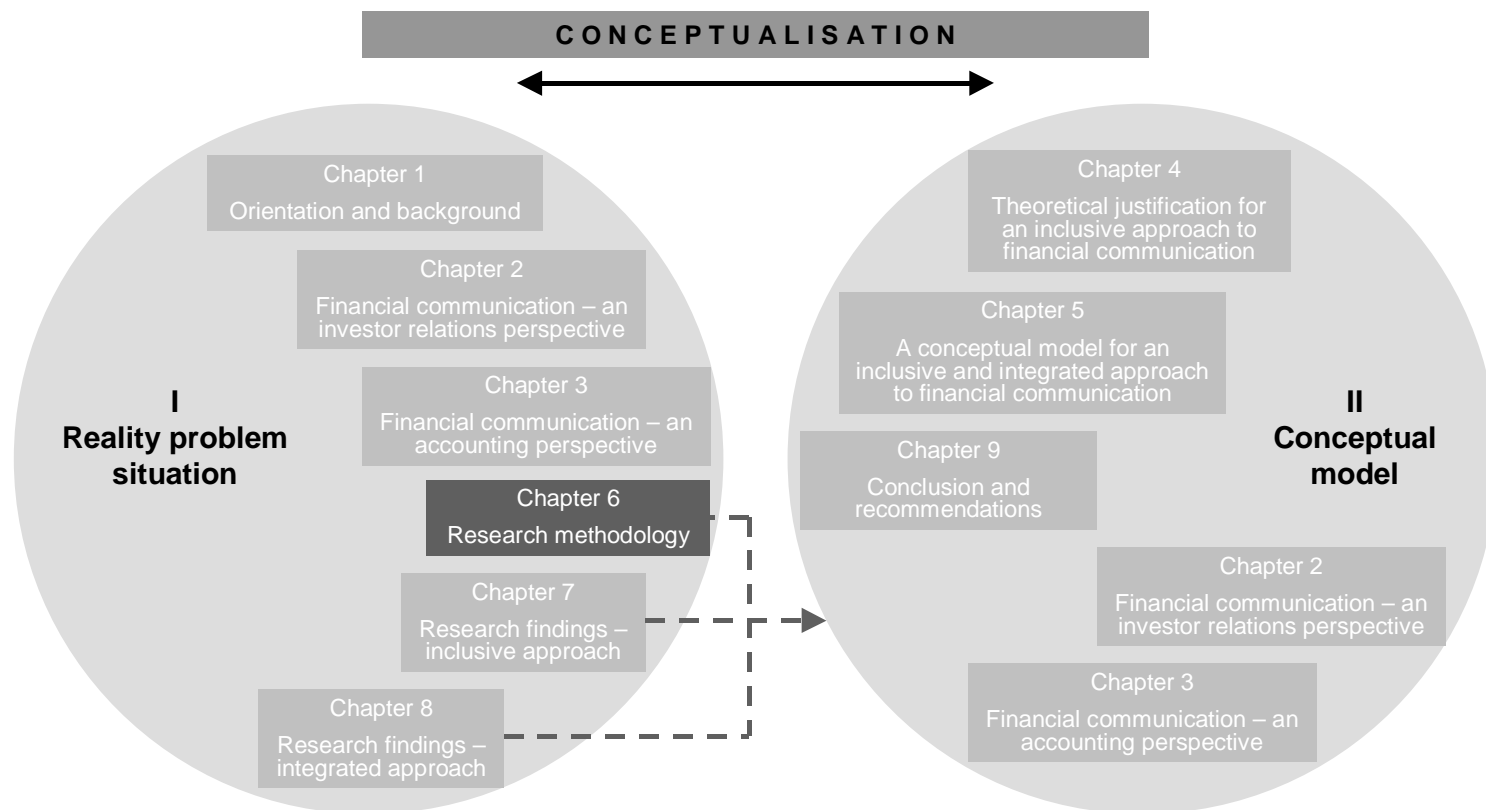 CONCEPTUALISATION
Chapter 1
Orientation and background
Chapter 2
Financial communication – an
investor relations perspective
Chapter 3
Financial communication – an
accounting perspective
I
Reality problem
situation
Chapter 6
Research methodology
Chapter 7
Research findings –
inclusive approach
Chapter 8
Research findings –
integrated approach
Chapter 4
Theoretical justification for
an inclusive approach to
financial communication
Chapter 5
A conceptual model for an
inclusive and integrated approach
to financial communication
II
Conceptual
model
Chapter 9
Conclusion and
recommendations
Chapter 2
Financial communication – an
investor relations perspective
Chapter 3
Financial communication – an
accounting perspective